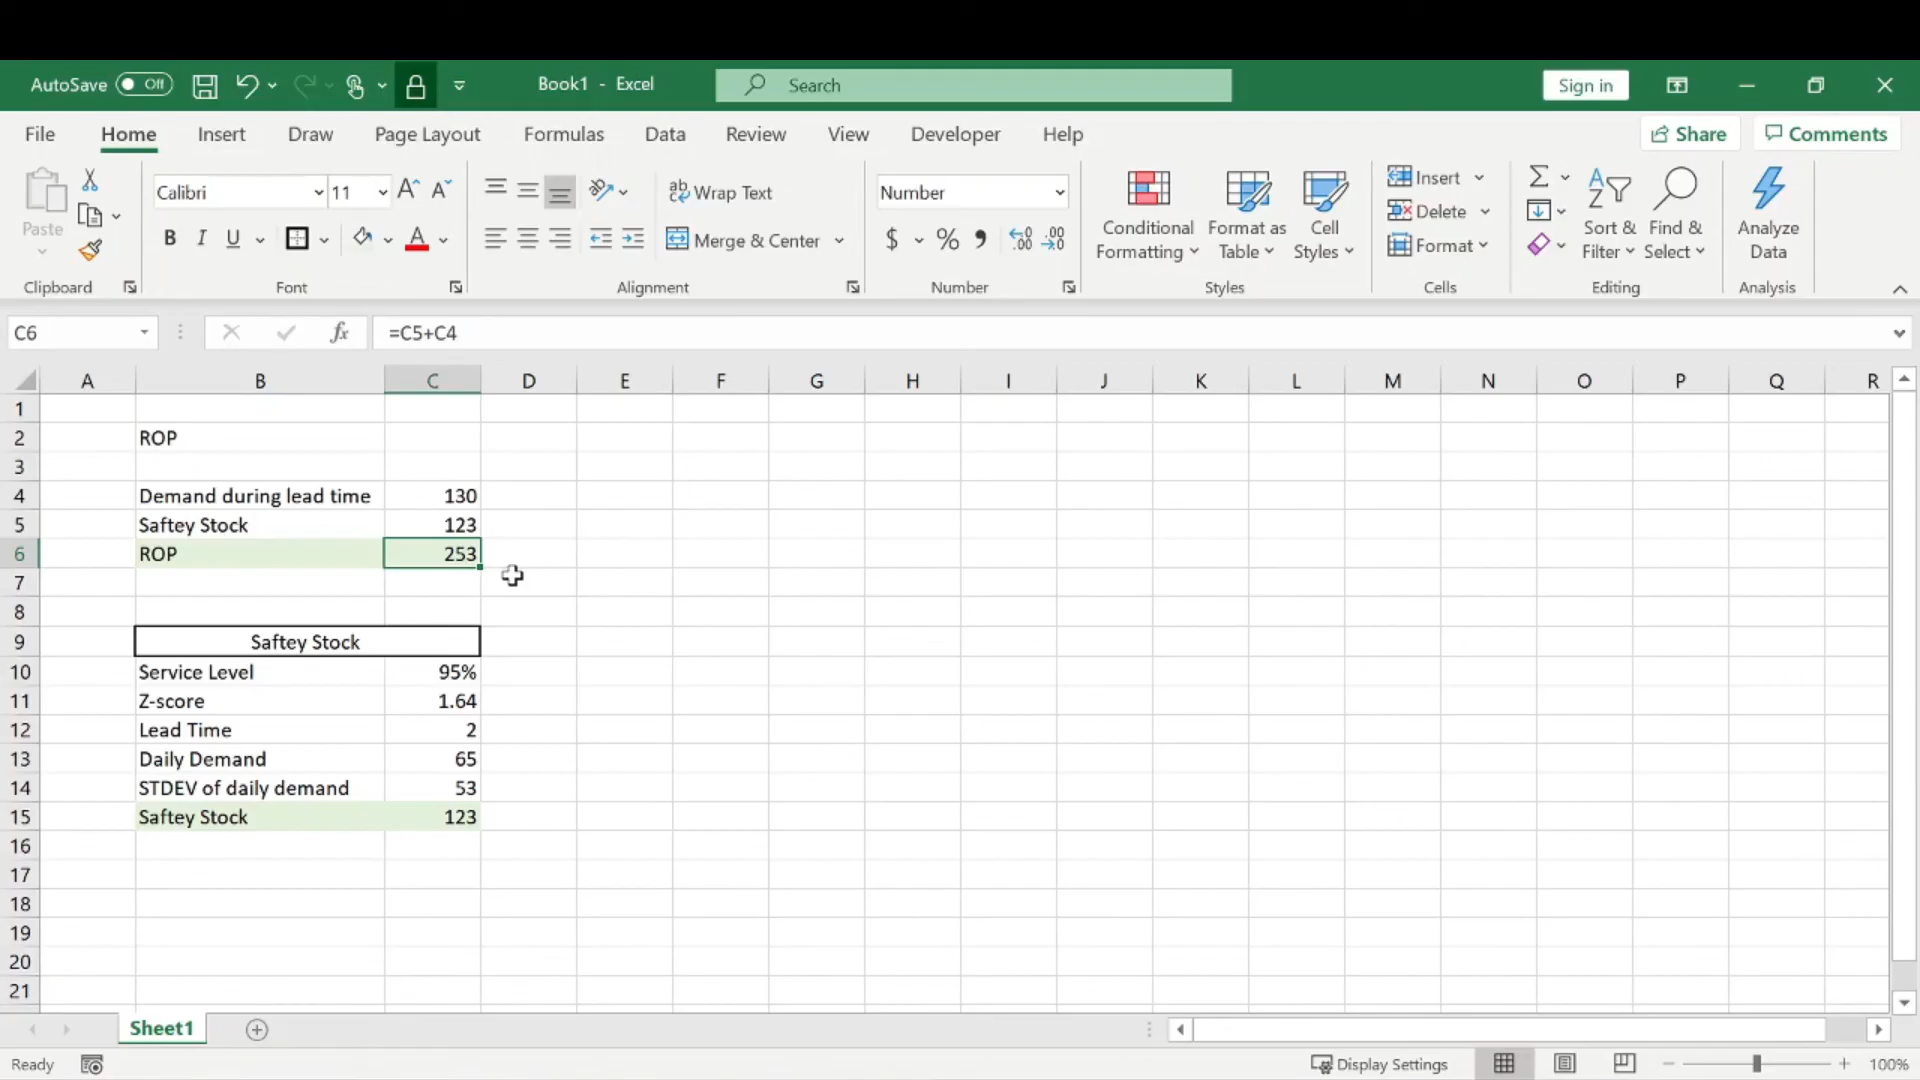 AutoSave Off Book1 - Excel Search Sign in
File Home Insert Draw Page Layout Formulas Data Review View Developer Help Share Comments
Paste Calibri 11 Wrap Text Number Conditional Formatting Format as Table Cell Styles Insert Sort & Filter Find & Select Analyze Data
B I U Merge & Center $ % Delete
Format
Clipboard Font Alignment Number Styles Cells Editing Analysis
C6 fx =C5+C4
A B C D E F G H I J K L M N O P Q R
1
2 ROP
3
4 Demand during lead time 130
5 Saftey Stock 123
6 ROP 253
7
8
9 Saftey Stock
10 Service Level 95%
11 Z-score 1.64
12 Lead Time 2
13 Daily Demand 65
14 STDEV of daily demand 53
15 Saftey Stock 123
16
17
18
19
20
21
Sheet1
Ready Display Settings 100%